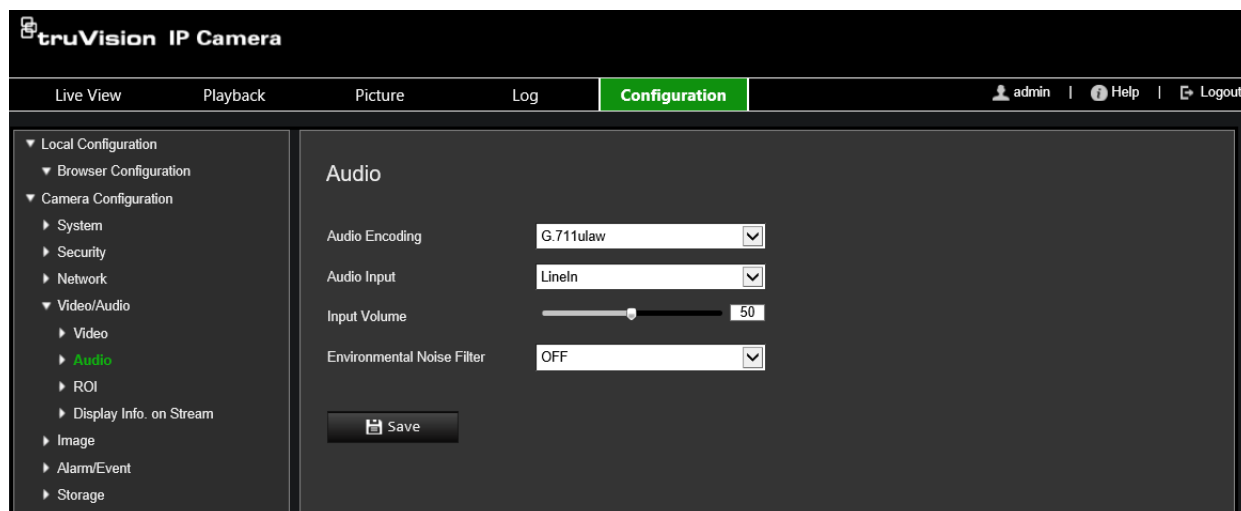 truVision IP Camera
Live View Playback Picture Log Configuration admin | Help | Logout
Local Configuration
Browser Configuration
Camera Configuration
System
Security
Network
Video/Audio
Video
Audio
ROI
Display Info. on Stream
Image
Alarm/Event
Storage
Audio
Audio Encoding G.711ulaw
Audio Input LineIn
Input Volume 50
Environmental Noise Filter OFF
Save